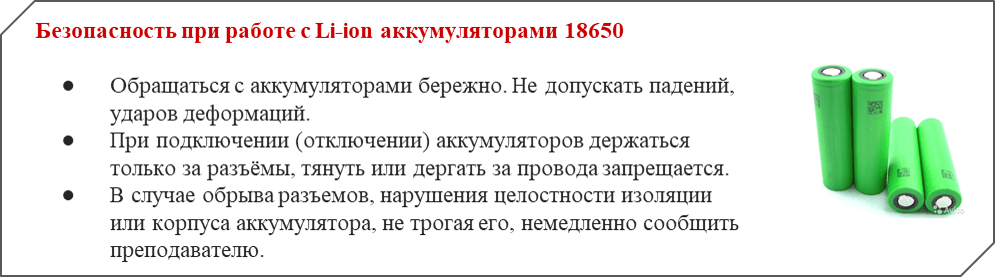 Безопасность при работе с Li-ion аккумуляторами 18650
● Обращаться с аккумуляторами бережно. Не допускать падений,
ударов деформаций.
● При подключении (отключении) аккумуляторов держаться
только за разъёмы, тянуть или дергать за провода запрещается.
● В случае обрыва разъемов, нарушения целостности изоляции
или корпуса аккумулятора, не трогая его, немедленно сообщить
преподавателю.
Avito